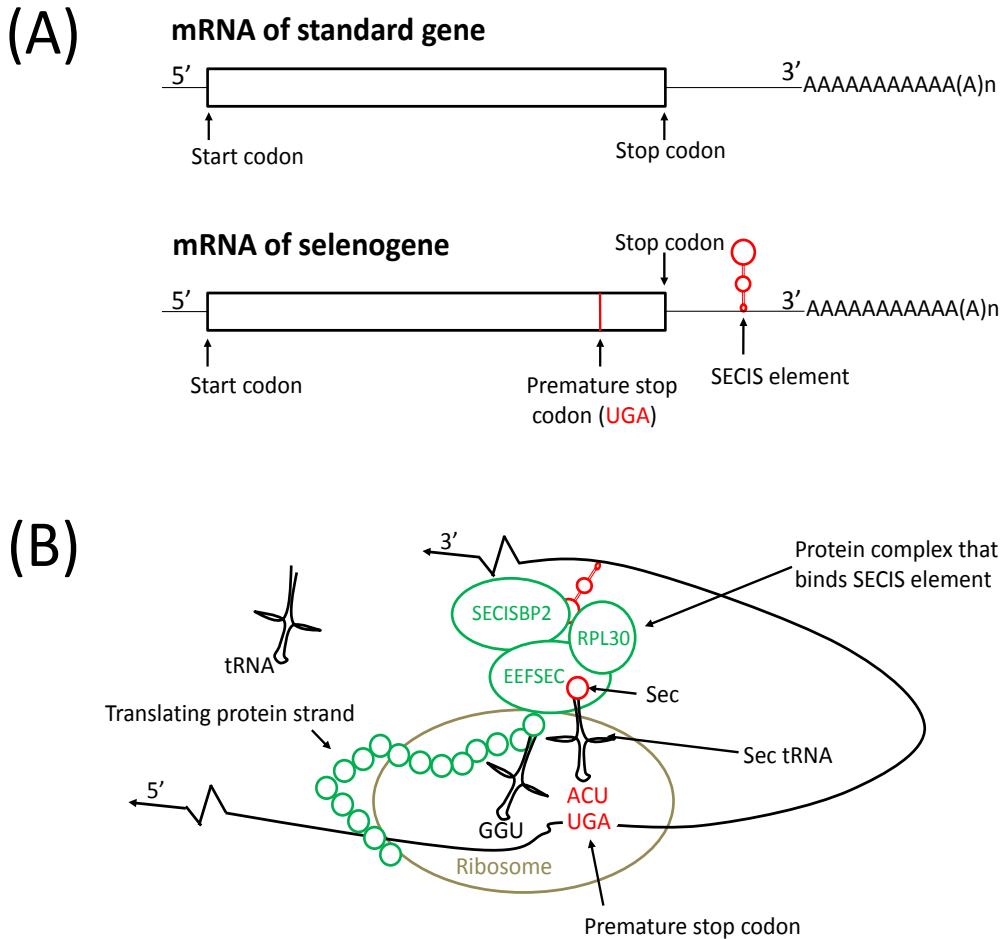 (A)
mRNA of standard gene
5’
3’
AAAAAAAAAAA(A)n
Start codon
Stop codon
mRNA of selenogene
Stop codon
5’
3’
AAAAAAAAAAA(A)n
Start codon
Premature stop
codon (UGA)
SECIS element
(B)
3’
Protein complex that
binds SECIS element
SECISBP2
RPL30
tRNA
EEFSEC
Sec
Translating protein strand
Sec tRNA
5’
ACU
GGU
UGA
Ribosome
Premature stop codon